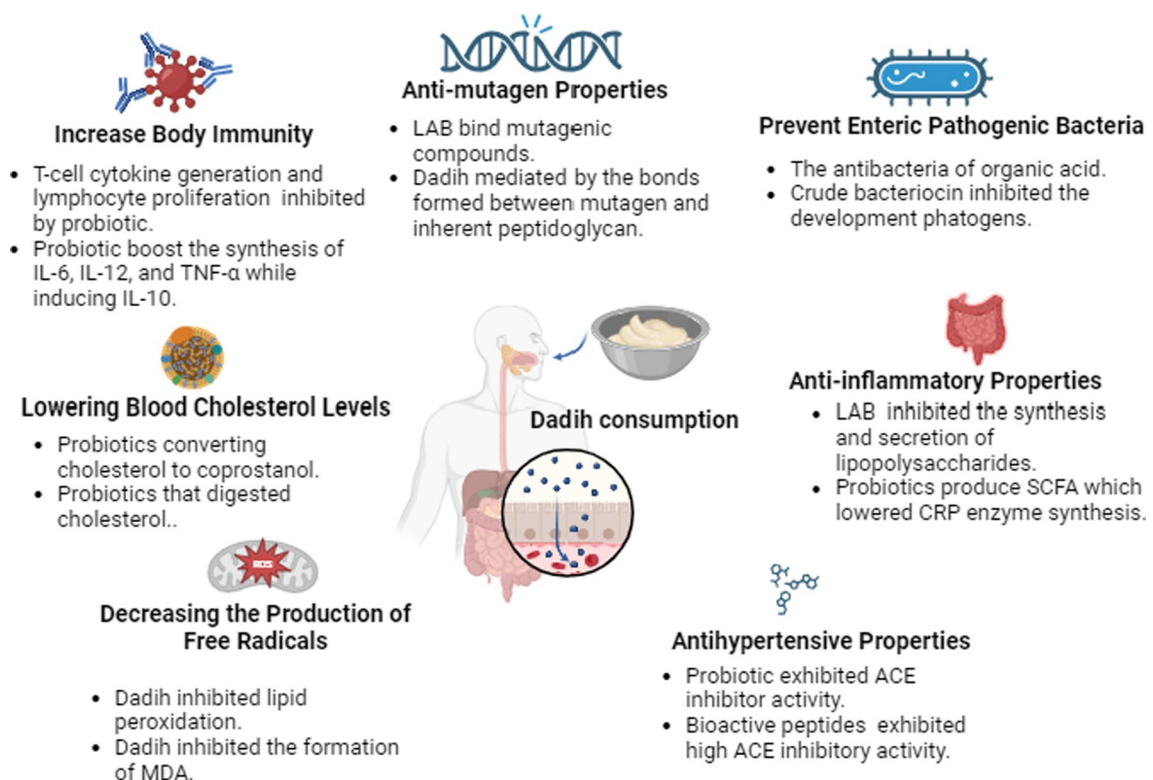 Increase Body Immunity
• T-cell cytokine generation and
lymphocyte proliferation inhibited
by probiotic.
• Probiotic boost the synthesis of
IL-6, IL-12, and TNF-α while
inducing IL-10.
Anti-mutagen Properties
• LAB bind mutagenic
compounds.
• Dadih mediated by the bonds
formed between mutagen and
inherent peptidoglycan.
Prevent Enteric Pathogenic Bacteria
• The antibacteria of organic acid.
• Crude bacteriocin inhibited the
development phatogens.
Lowering Blood Cholesterol Levels
• Probiotics converting
cholesterol to coprostanol.
• Probiotics that digested
cholesterol..
Dadih consumption
Anti-inflammatory Properties
• LAB inhibited the synthesis
and secretion of
lipopolysaccharides.
• Probiotics produce SCFA which
lowered CRP enzyme synthesis.
ROS
Decreasing the Production of
Free Radicals
• Dadih inhibited lipid
peroxidation.
• Dadih inhibited the formation
of MDA.
Antihypertensive Properties
• Probiotic exhibited ACE
inhibitor activity.
• Bioactive peptides exhibited
high ACE inhibitory activity.